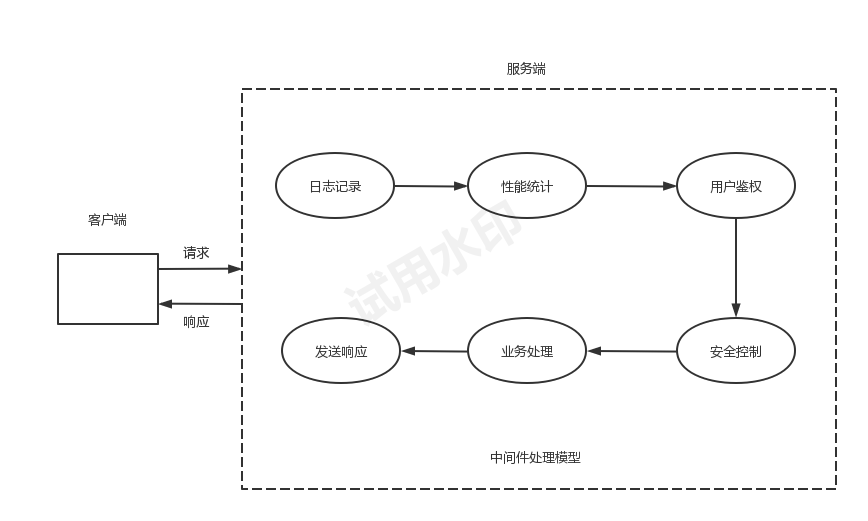 服务端
日志记录
性能统计
用户鉴权
客户端
请求
响应
试用水印
发送响应
业务处理
安全控制
中间件处理模型